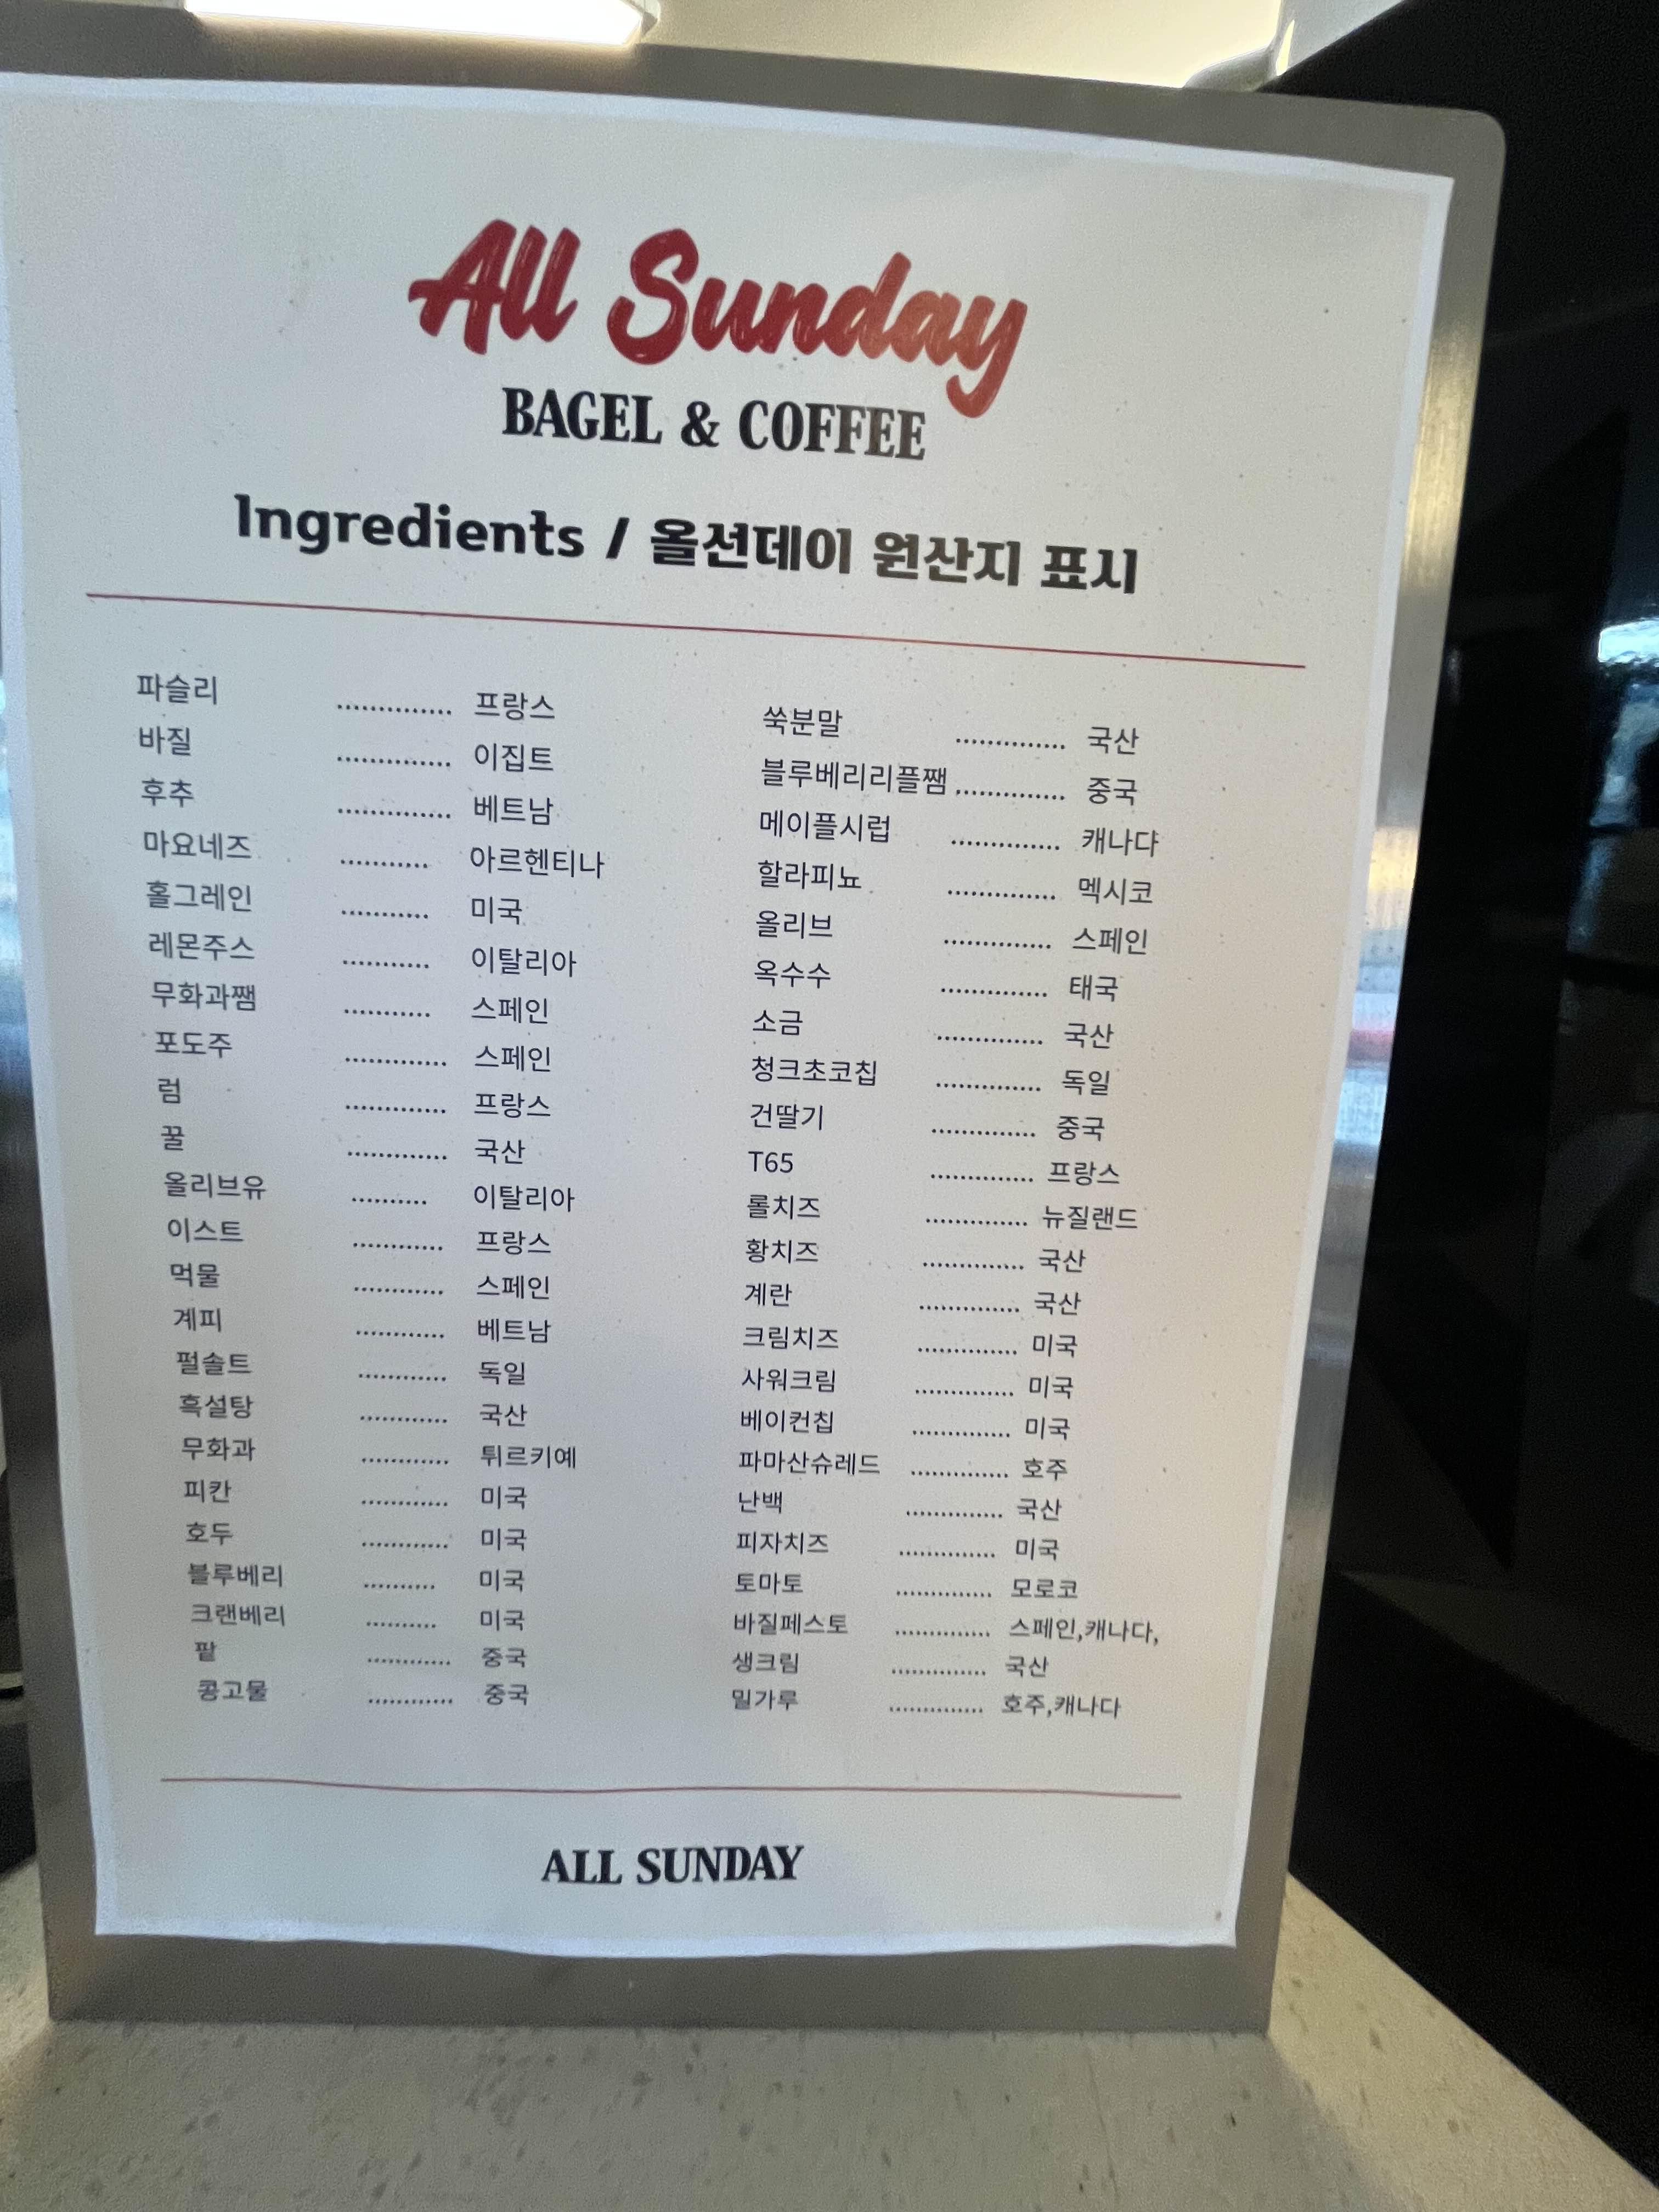 All Sunday
BAGEL & COFFEE
Ingredients / 올선데이 원산지 표시
파슬리 .............. 프랑스
바질 .............. 이집트
후추 .............. 베트남
마요네즈 ........... 아르헨티나
홀그레인 ........... 미국
레몬주스 ........... 이탈리아
무화과쨈 ........... 스페인
포도주 ............. 스페인
럼 ............. 프랑스
꿀 ............. 국산
올리브유 .......... 이탈리아
이스트 ............ 프랑스
먹물 ............ 스페인
계피 ............ 베트남
펄솔트 ............ 독일
흑설탕 ............ 국산
무화과 ............ 튀르키예
피칸 ............ 미국
호두 ............ 미국
블루베리 .......... 미국
크랜베리 .......... 미국
팥 ............ 중국
콩고물 ............ 중국
쑥분말 .............. 국산
블루베리리플쨈 .............. 중국
메이플시럽 .............. 캐나댜
할라피뇨 .............. 멕시코
올리브 .............. 스페인
옥수수 .............. 태국
소금 .............. 국산
청크초코칩 .............. 독일
건딸기 .............. 중국
T65 .............. 프랑스
롤치즈 .............. 뉴질랜드
황치즈 .............. 국산
계란 .............. 국산
크림치즈 .............. 미국
사워크림 .............. 미국
베이컨칩 .............. 미국
파마산슈레드 .............. 호주
난백 .............. 국산
피자치즈 .............. 미국
토마토 .............. 모로코
바질페스토 .............. 스페인,캐나다,
생크림 .............. 국산
밀가루 .............. 호주,캐나다
ALL SUNDAY